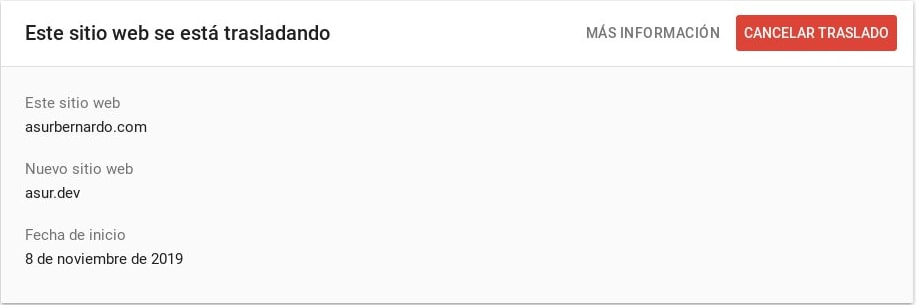 Este sitio web se está trasladando
MÁS INFORMACIÓN
CANCELAR TRASLADO
Este sitio web
asurbernardo.com
Nuevo sitio web
asur.dev
Fecha de inicio
8 de noviembre de 2019